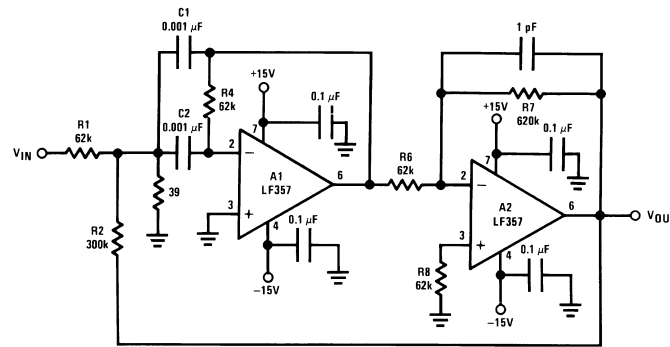 C1
0.001 μF
1 pF
R4
62k
+15V
0.1 μF
R7
620k
+15V
0.1 μF
C2
0.001 μF
R1
62k
VIN
2
7
−
A1
LF357
6
R6
62k
2
7
−
A2
LF357
6
VOU
39
3
+
4
0.1 μF
R2
300k
−15V
3
+
4
0.1 μF
R8
62k
−15V